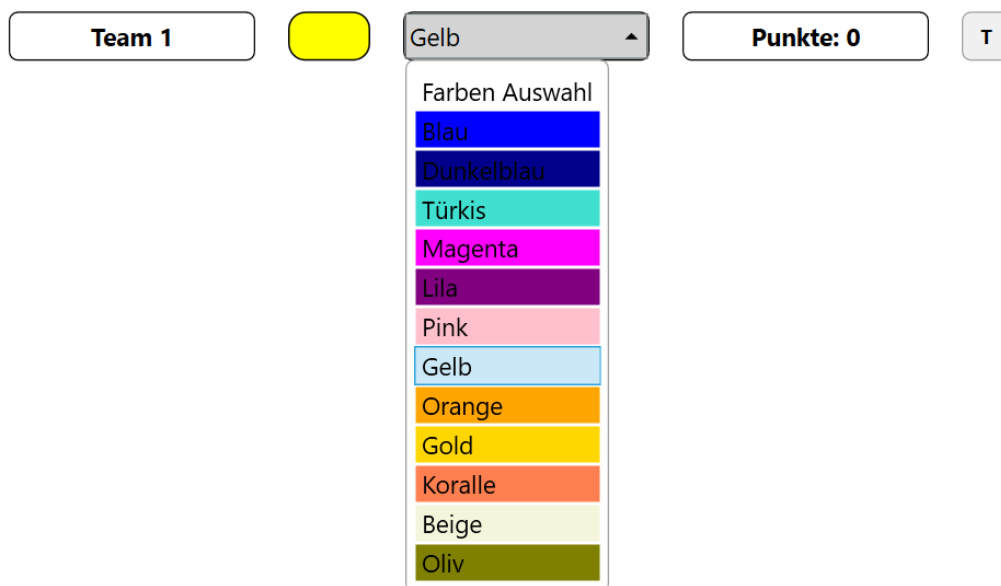 Team 1
Gelb
Punkte: 0
T
Farben Auswahl
Blau
Dunkelblau
Türkis
Magenta
Lila
Pink
Gelb
Orange
Gold
Koralle
Beige
Oliv